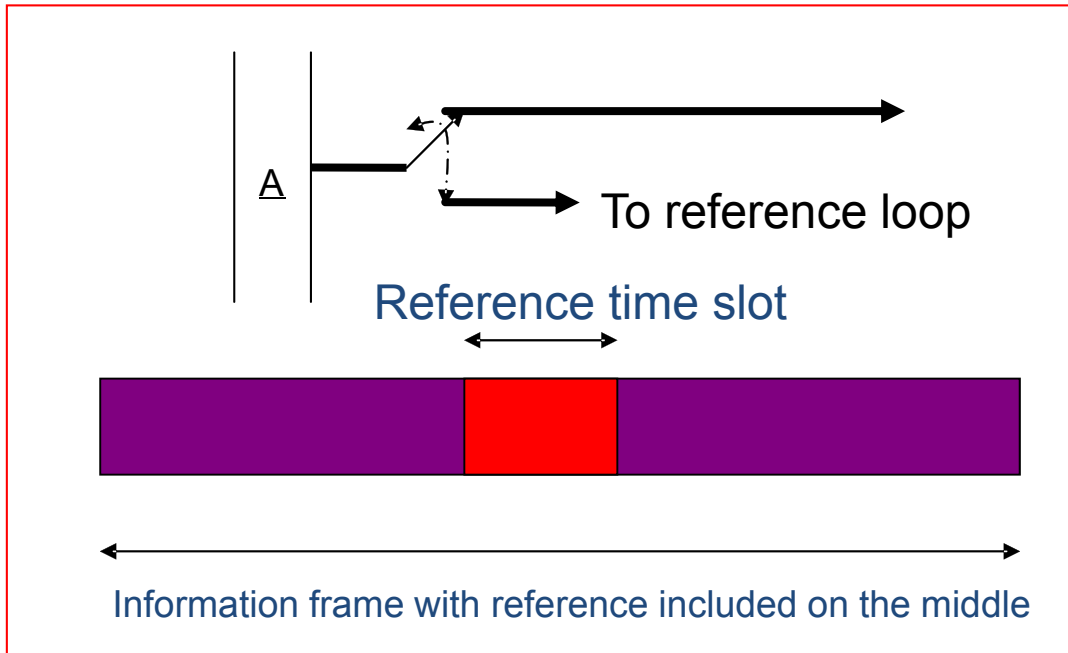 A
To reference loop
Reference time slot
Information frame with reference included on the middle